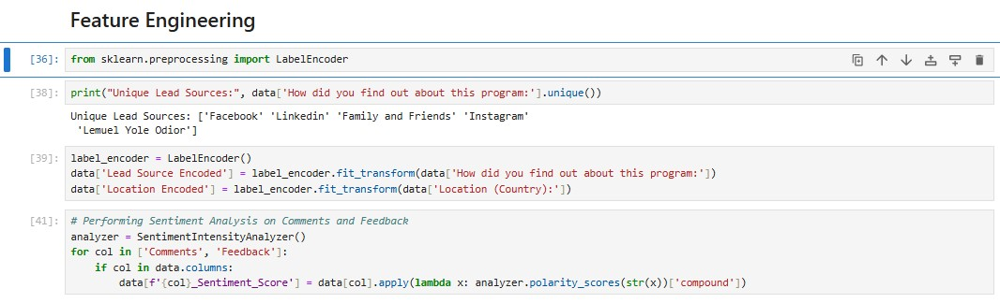 Feature Engineering
[36]: from sklearn.preprocessing import LabelEncoder
[38]: print("Unique Lead Sources:", data['How did you find out about this program:'].unique())
Unique Lead Sources: ['Facebook' 'Linkedin' 'Family and Friends' 'Instagram'
 'Lemuel Yole Odior']
[39]: label_encoder = LabelEncoder()
data['Lead Source Encoded'] = label_encoder.fit_transform(data['How did you find out about this program:'])
data['Location Encoded'] = label_encoder.fit_transform(data['Location (Country):'])
[41]: # Performing Sentiment Analysis on Comments and Feedback
analyzer = SentimentIntensityAnalyzer()
for col in ['Comments', 'Feedback']:
    if col in data.columns:
        data[f'{col}_Sentiment_Score'] = data[col].apply(lambda x: analyzer.polarity_scores(str(x))['compound'])